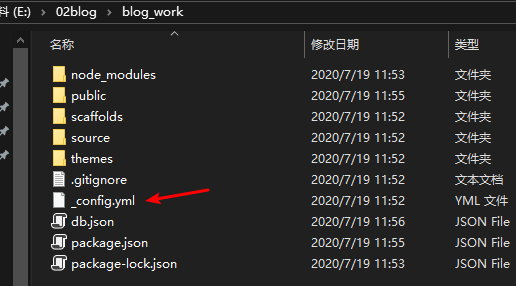 料 (E:) › 02blog › blog_work
名称 修改日期 类型
node_modules 2020/7/19 11:53 文件夹
public 2020/7/19 11:55 文件夹
scaffolds 2020/7/19 11:52 文件夹
source 2020/7/19 11:52 文件夹
themes 2020/7/19 11:52 文件夹
.gitignore 2020/7/19 11:52 文本文档
_config.yml 2020/7/19 11:52 YML 文件
db.json 2020/7/19 11:56 JSON File
package.json 2020/7/19 11:55 JSON File
package-lock.json 2020/7/19 11:53 JSON File